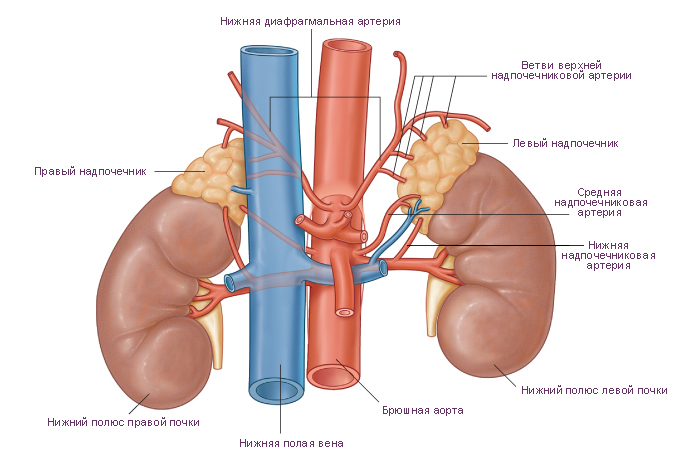 Нижняя диафрагмальная артерия
Ветви верхней
надпочечниковой артерии
Левый надпочечник
Правый надпочечник
Средняя
надпочечниковая
артерия
Нижняя
надпочечниковая
артерия
Нижний полюс левой почки
Брюшная аорта
Нижний полюс правой почки
Нижняя полая вена